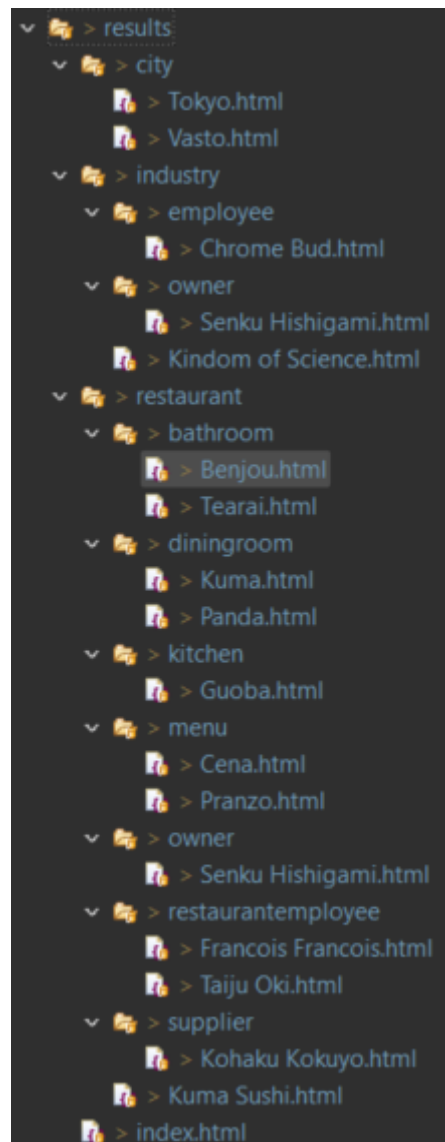 > results
> city
> Tokyo.html
> Vasto.html
> industry
> employee
> Chrome Bud.html
> owner
> Senku Hishigami.html
> Kindom of Science.html
> restaurant
> bathroom
> Benjou.html
> Tearai.html
> diningroom
> Kuma.html
> Panda.html
> kitchen
> Guoba.html
> menu
> Cena.html
> Pranzo.html
> owner
> Senku Hishigami.html
> restaurantemployee
> Francois Francois.html
> Taiju Oki.html
> supplier
> Kohaku Kokuyo.html
> Kuma Sushi.html
> index.html